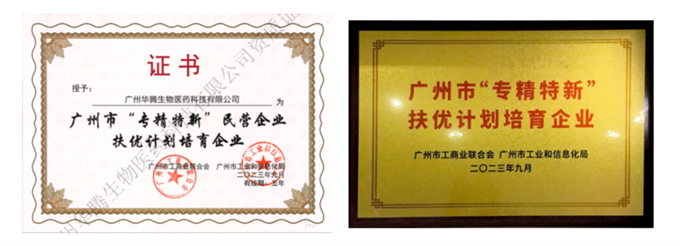 证书
授予:
广州华腾生物医药科技有限公司 为
广州市“专精特新”民营企业
扶优计划培育企业
广州市工商业联合会 广州市工业和信息化局
二〇二三年九月
有效期:五年
广州市“专精特新”
扶优计划培育企业
广州市工商业联合会 广州市工业和信息化局
二〇二三年九月